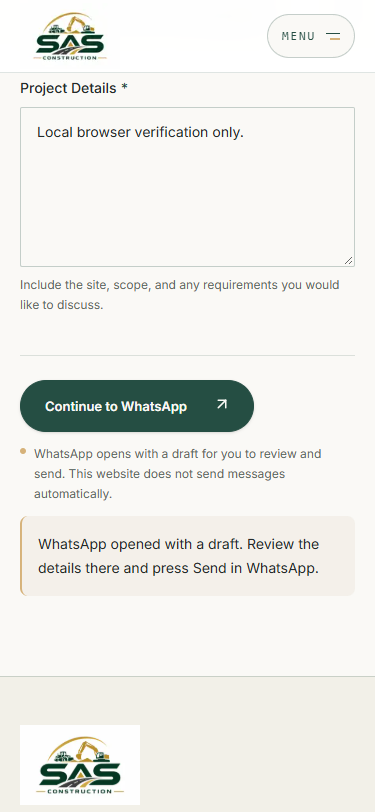 SAS
CONSTRUCTION
MENU
Project Details *
Local browser verification only.
Include the site, scope, and any requirements you would
like to discuss.
Continue to WhatsApp
WhatsApp opens with a draft for you to review and
send. This website does not send messages
automatically.
WhatsApp opened with a draft. Review the
details there and press Send in WhatsApp.
SAS
CONSTRUCTION